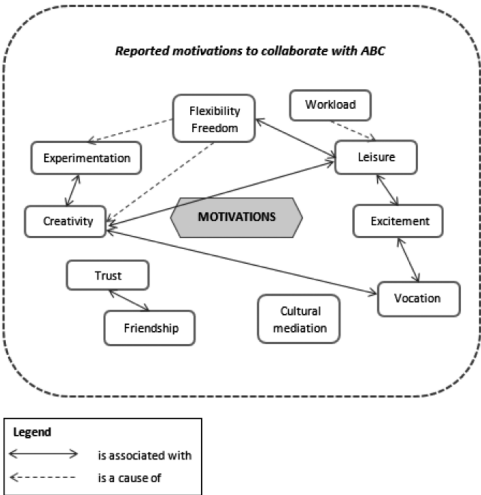 Reported motivations to collaborate with ABC
Flexibility
Freedom
Workload
Experimentation
Leisure
Creativity
MOTIVATIONS
Excitement
Trust
Vocation
Friendship
Cultural
mediation
Legend
is associated with
is a cause of